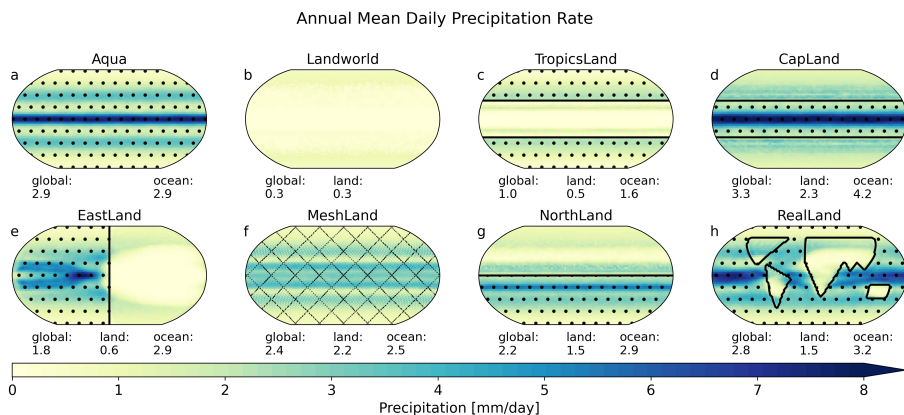 Annual Mean Daily Precipitation Rate
a Aqua
b Landworld
c TropicsLand
d CapLand
global: ocean:
2.9 2.9
global: land:
0.3 0.3
global: land: ocean:
1.0 0.5 1.6
global: land: ocean:
3.3 2.3 4.2
e EastLand
f MeshLand
g NorthLand
h RealLand
global: land: ocean:
1.8 0.6 2.9
global: land: ocean:
2.4 2.2 2.5
global: land: ocean:
2.2 1.5 2.9
global: land: ocean:
2.8 1.5 3.2
0 1 2 3 4 5 6 7 8
Precipitation [mm/day]